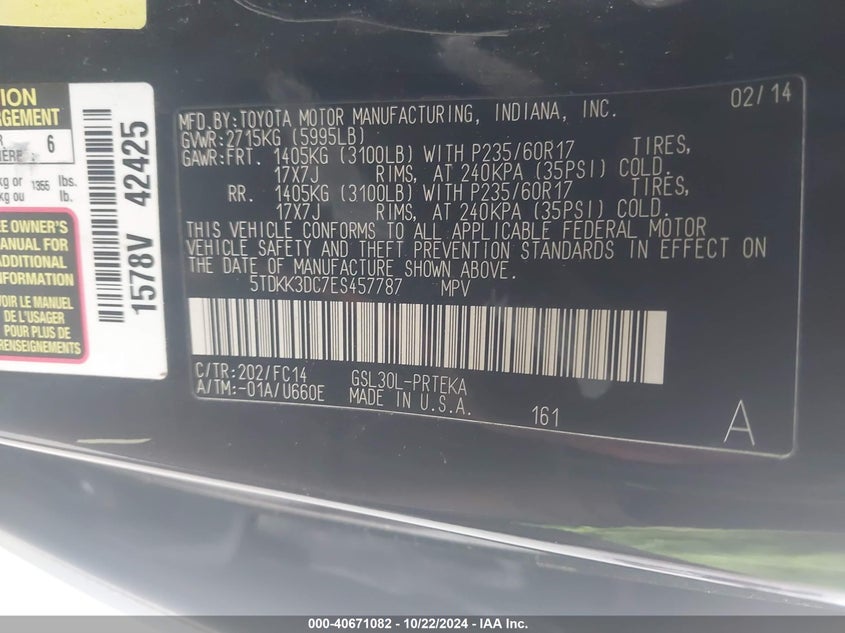 MFD.BY:TOYOTA MOTOR MANUFACTURING, INDIANA, INC. 02/14
GVWR:2715KG (5995LB)
GAWR:FRT. 1405KG (3100LB) WITH P235/60R17 TIRES,
17X7J RIMS, AT 240KPA (35PSI) COLD.
RR. 1405KG (3100LB) WITH P235/60R17 TIRES,
17X7J RIMS, AT 240KPA (35PSI) COLD.
THIS VEHICLE CONFORMS TO ALL APPLICABLE FEDERAL MOTOR
VEHICLE SAFETY AND THEFT PREVENTION STANDARDS IN EFFECT ON
THE DATE OF MANUFACTURE SHOWN ABOVE.
5TDKK3DC7ES457787 MPV
C/TR:202/FC14 GSL30L-PRTEKA
A/TM:-01A/U660E MADE IN U.S.A. 161 A
6
kg or 1355 lbs.
kg ou lb.
OWNER'S
MANUAL FOR
ADDITIONAL
INFORMATION
VOIR LE MANUEL
DE L'USAGER
POUR PLUS DE
RENSEIGNEMENTS
1578V 42425
000-40671082 - 10/22/2024 - IAA Inc.